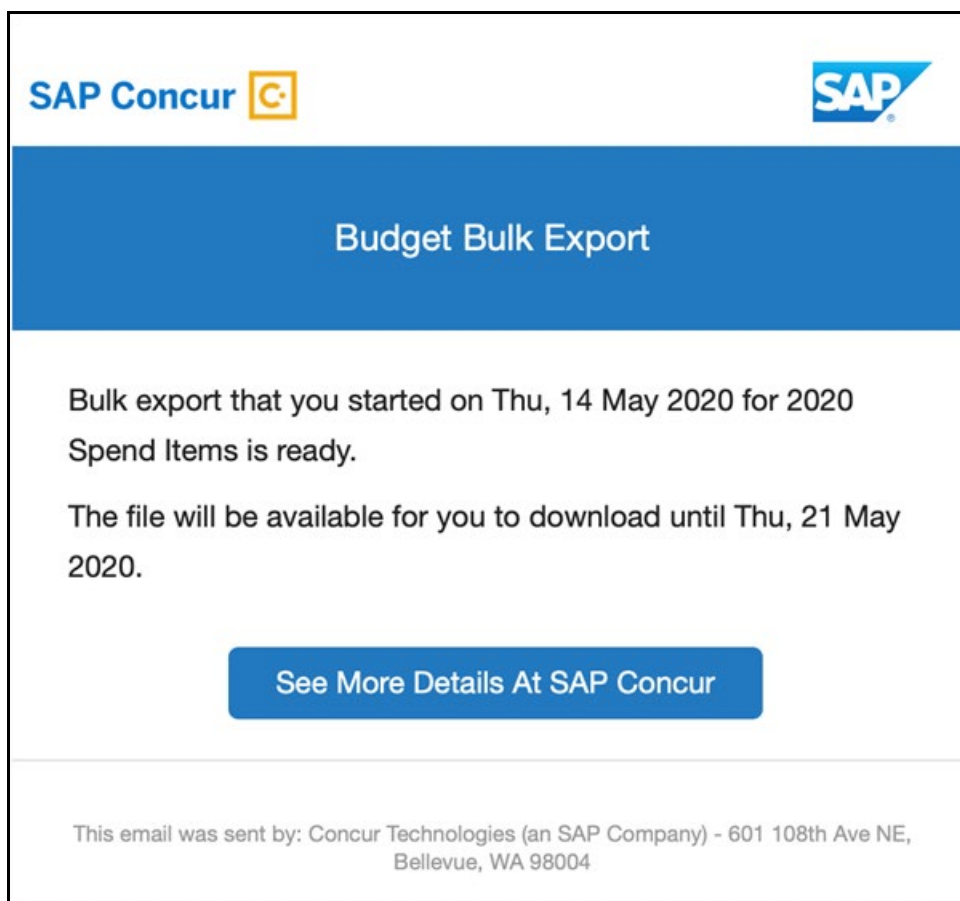 SAP Concur C
SAP
Budget Bulk Export
Bulk export that you started on Thu, 14 May 2020 for 2020
Spend Items is ready.
The file will be available for you to download until Thu, 21 May
2020.
See More Details At SAP Concur
This email was sent by: Concur Technologies (an SAP Company) - 601 108th Ave NE,
Bellevue, WA 98004